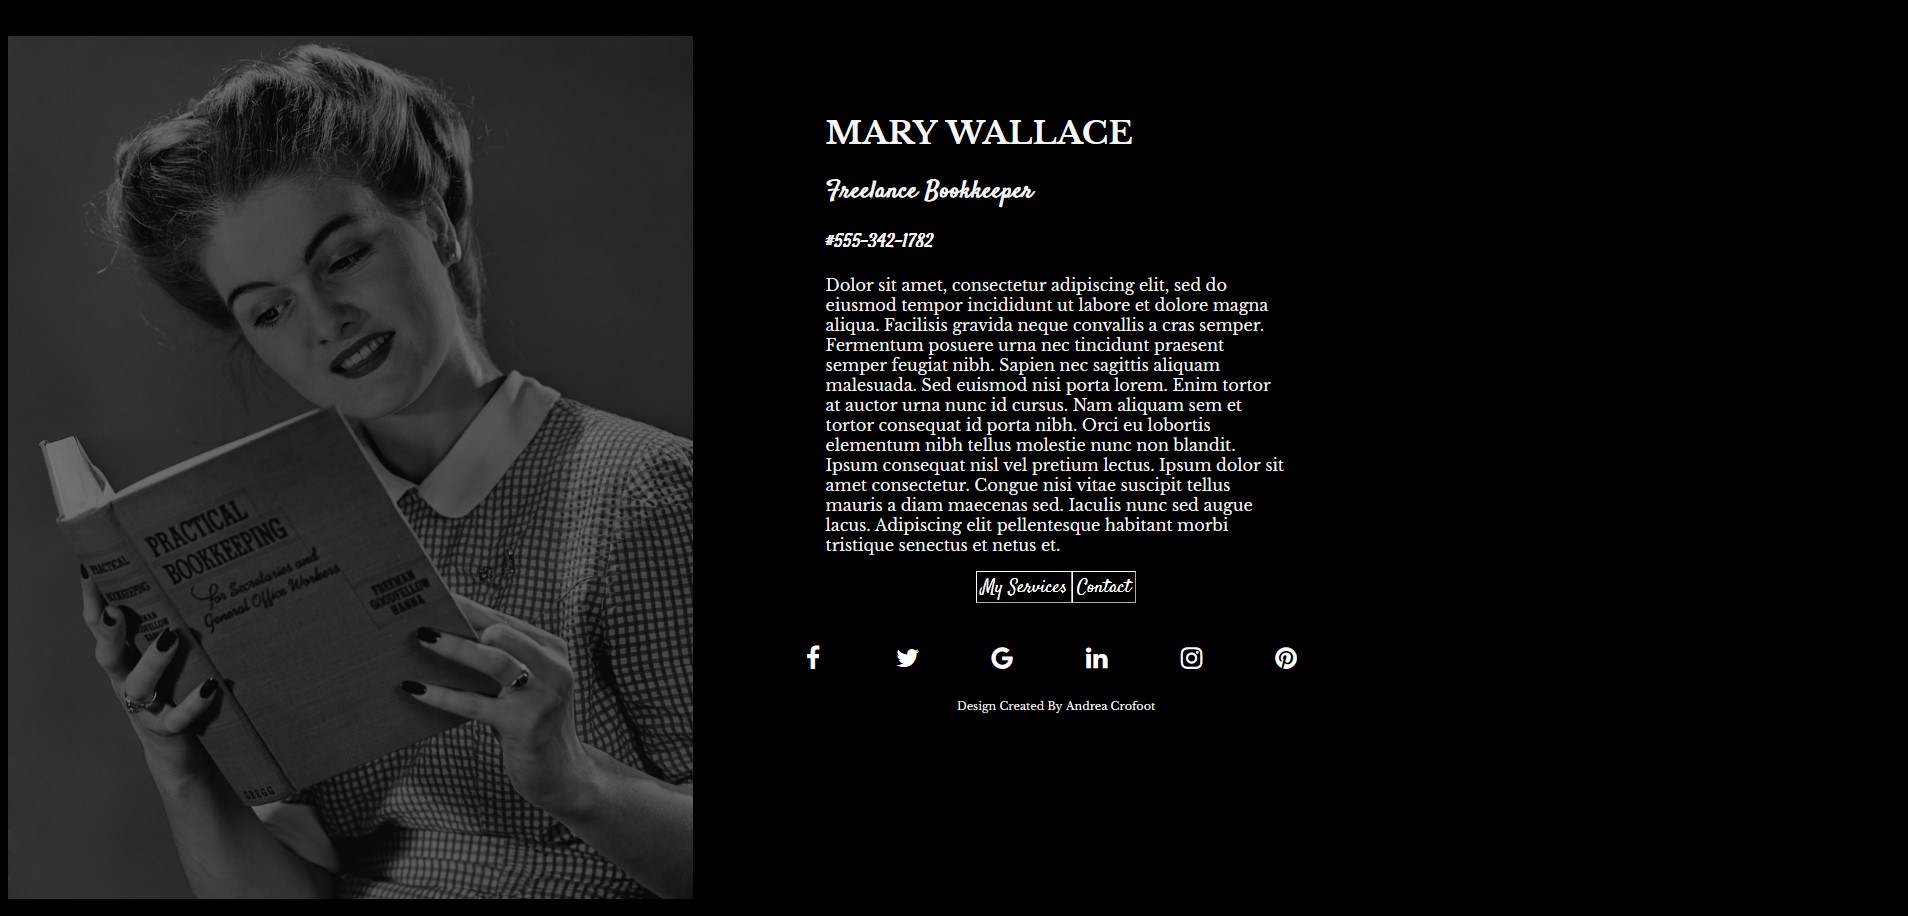 MARY WALLACE
Freelance Bookkeeper
#555-342-1782
Dolor sit amet, consectetur adipiscing elit, sed do
eiusmod tempor incididunt ut labore et dolore magna
aliqua. Facilisis gravida neque convallis a cras semper.
Fermentum posuere urna nec tincidunt praesent
semper feugiat nibh. Sapien nec sagittis aliquam
malesuada. Sed euismod nisi porta lorem. Enim tortor
at auctor urna nunc id cursus. Nam aliquam sem et
tortor consequat id porta nibh. Orci eu lobortis
elementum nibh tellus molestie nunc non blandit.
Ipsum consequat nisl vel pretium lectus. Ipsum dolor sit
amet consectetur. Congue nisi vitae suscipit tellus
mauris a diam maecenas sed. Iaculis nunc sed augue
lacus. Adipiscing elit pellentesque habitant morbi
tristique senectus et netus et.
My Services
Contact
Design Created By Andrea Crofoot
PRACTICAL
BOOKKEEPING
For Secretaries and
General Office Workers
FREEMAN
GOODFELLOW
HANNA
PRACTICAL
BOOKKEEPING
HANNA
GREGG